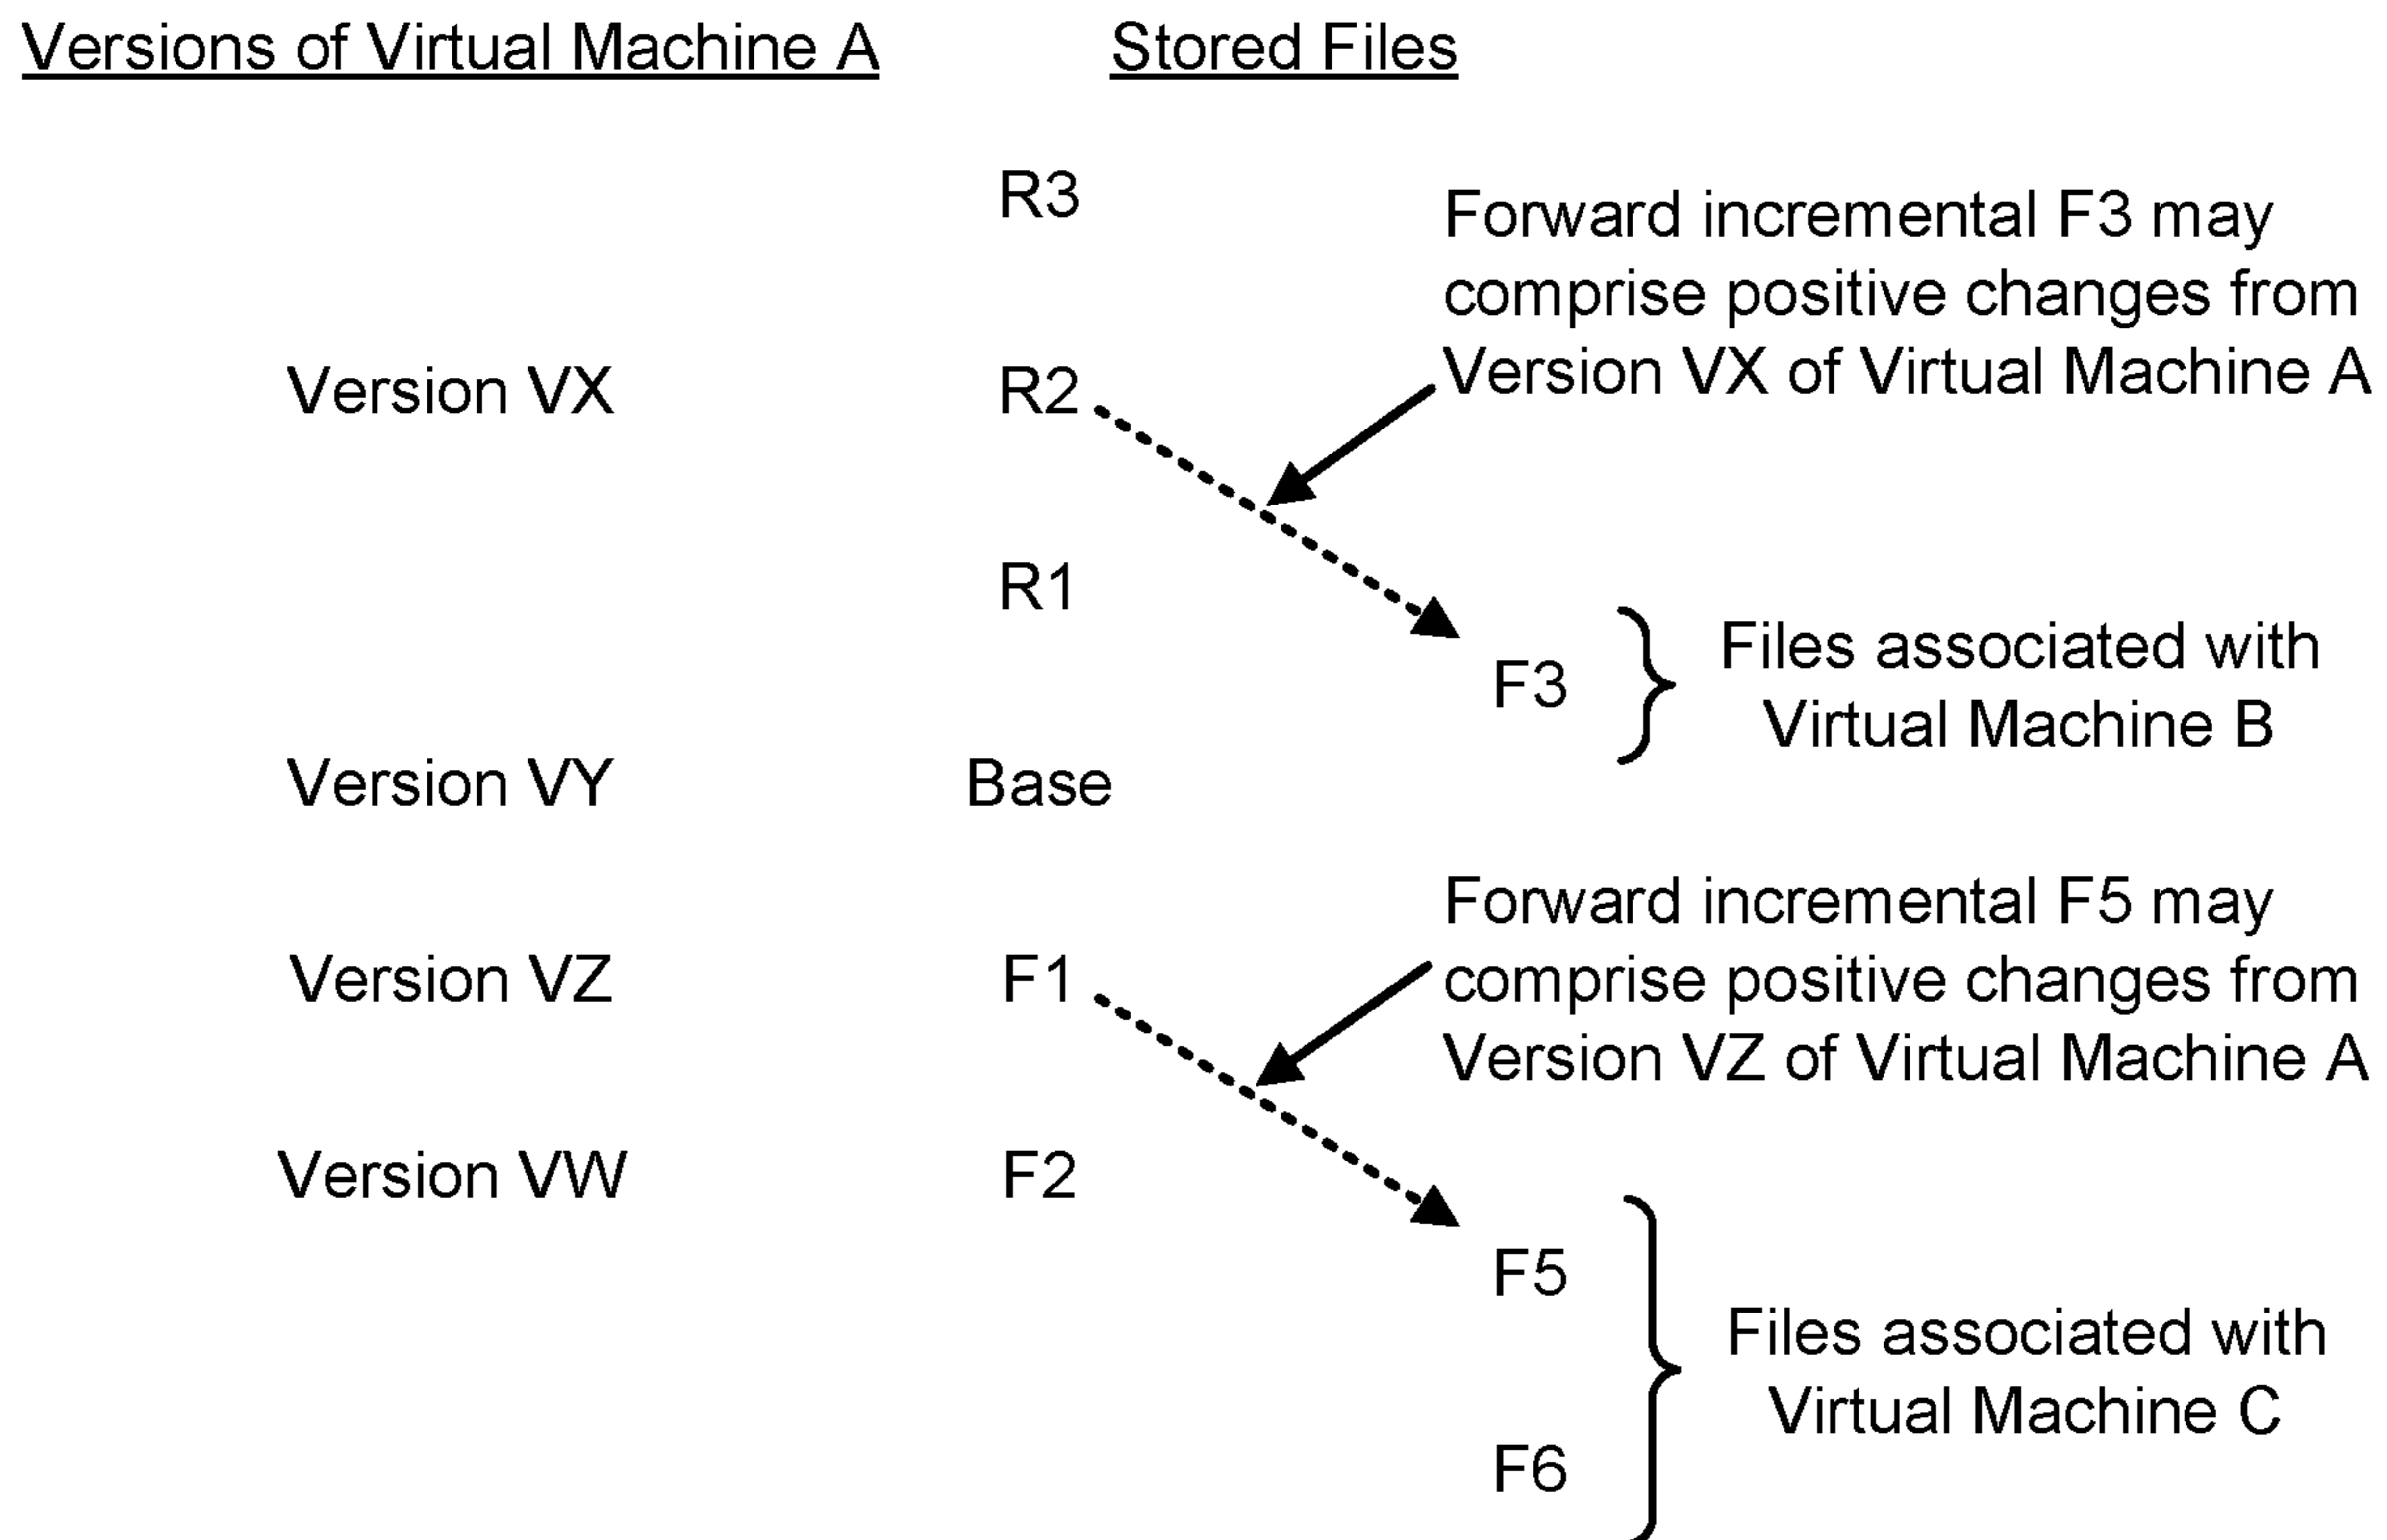 Versions of Virtual Machine A
Stored Files
R3
Forward incremental F3 may
comprise positive changes from
Version VX of Virtual Machine A
Version VX
R2
R1
F3
Files associated with
Virtual Machine B
Version VY
Base
Forward incremental F5 may
comprise positive changes from
Version VZ of Virtual Machine A
Version VZ
F1
Version VW
F2
F5
Files associated with
Virtual Machine C
F6